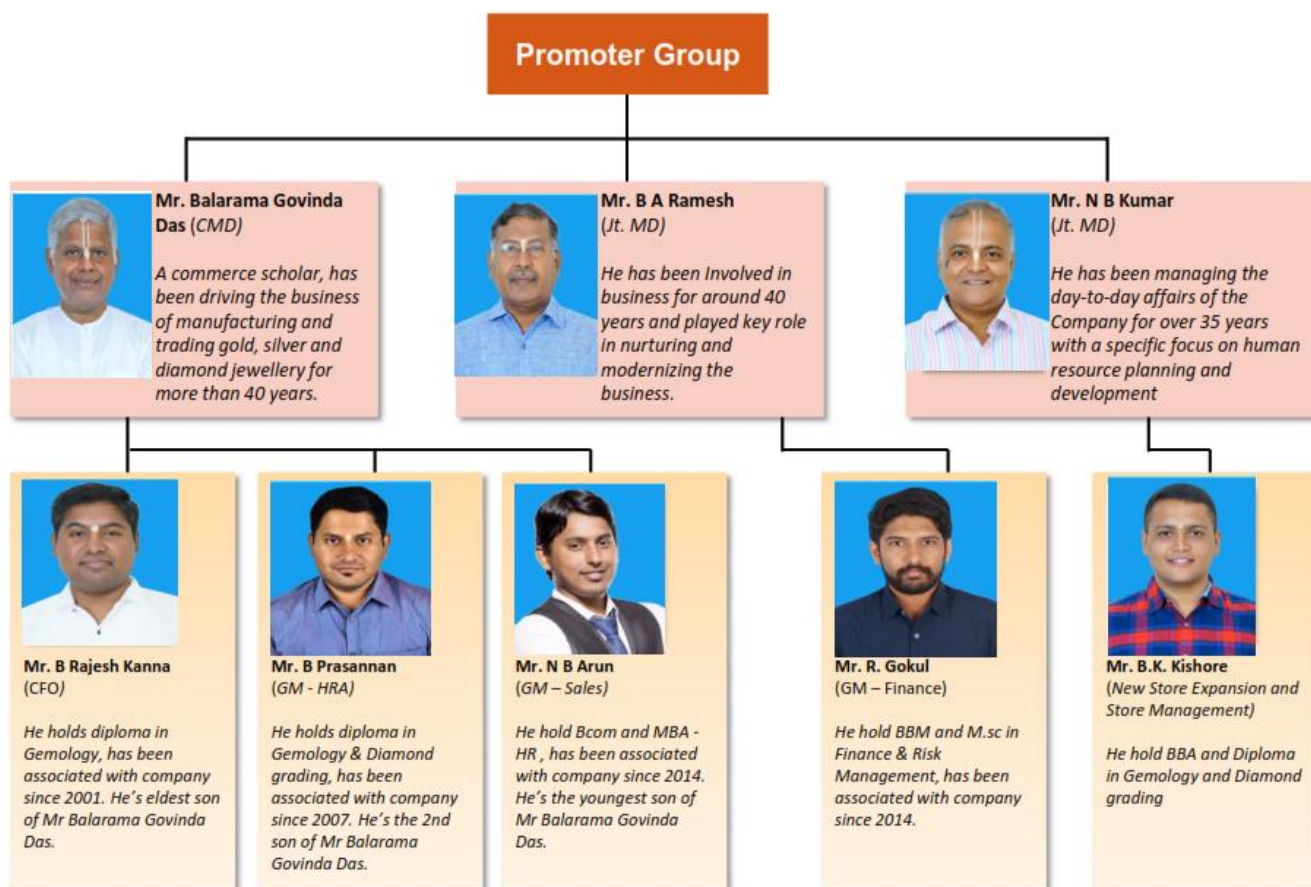 Promoter Group
Mr. Balarama Govinda
Das (CMD)
A commerce scholar, has
been driving the business
of manufacturing and
trading gold, silver and
diamond jewellery for
more than 40 years.
Mr. B A Ramesh
(Jt. MD)
He has been Involved in
business for around 40
years and played key role
in nurturing and
modernizing the
business.
Mr. N B Kumar
(Jt. MD)
He has been managing the
day-to-day affairs of the
Company for over 35 years
with a specific focus on human
resource planning and
development
Mr. B Rajesh Kanna
(CFO)
He holds diploma in
Gemology, has been
associated with company
since 2001. He’s eldest son
of Mr Balarama Govinda
Das.
Mr. B Prasannan
(GM - HRA)
He holds diploma in
Gemology & Diamond
grading, has been
associated with company
since 2007. He’s the 2nd
son of Mr Balarama
Govinda Das.
Mr. N B Arun
(GM – Sales)
He hold Bcom and MBA -
HR , has been associated
with company since 2014.
He’s the youngest son of
Mr Balarama Govinda
Das.
Mr. R. Gokul
(GM – Finance)
He hold BBM and M.sc in
Finance & Risk
Management, has been
associated with company
since 2014.
Mr. B.K. Kishore
(New Store Expansion and
Store Management)
He hold BBA and Diploma
in Gemology and Diamond
grading